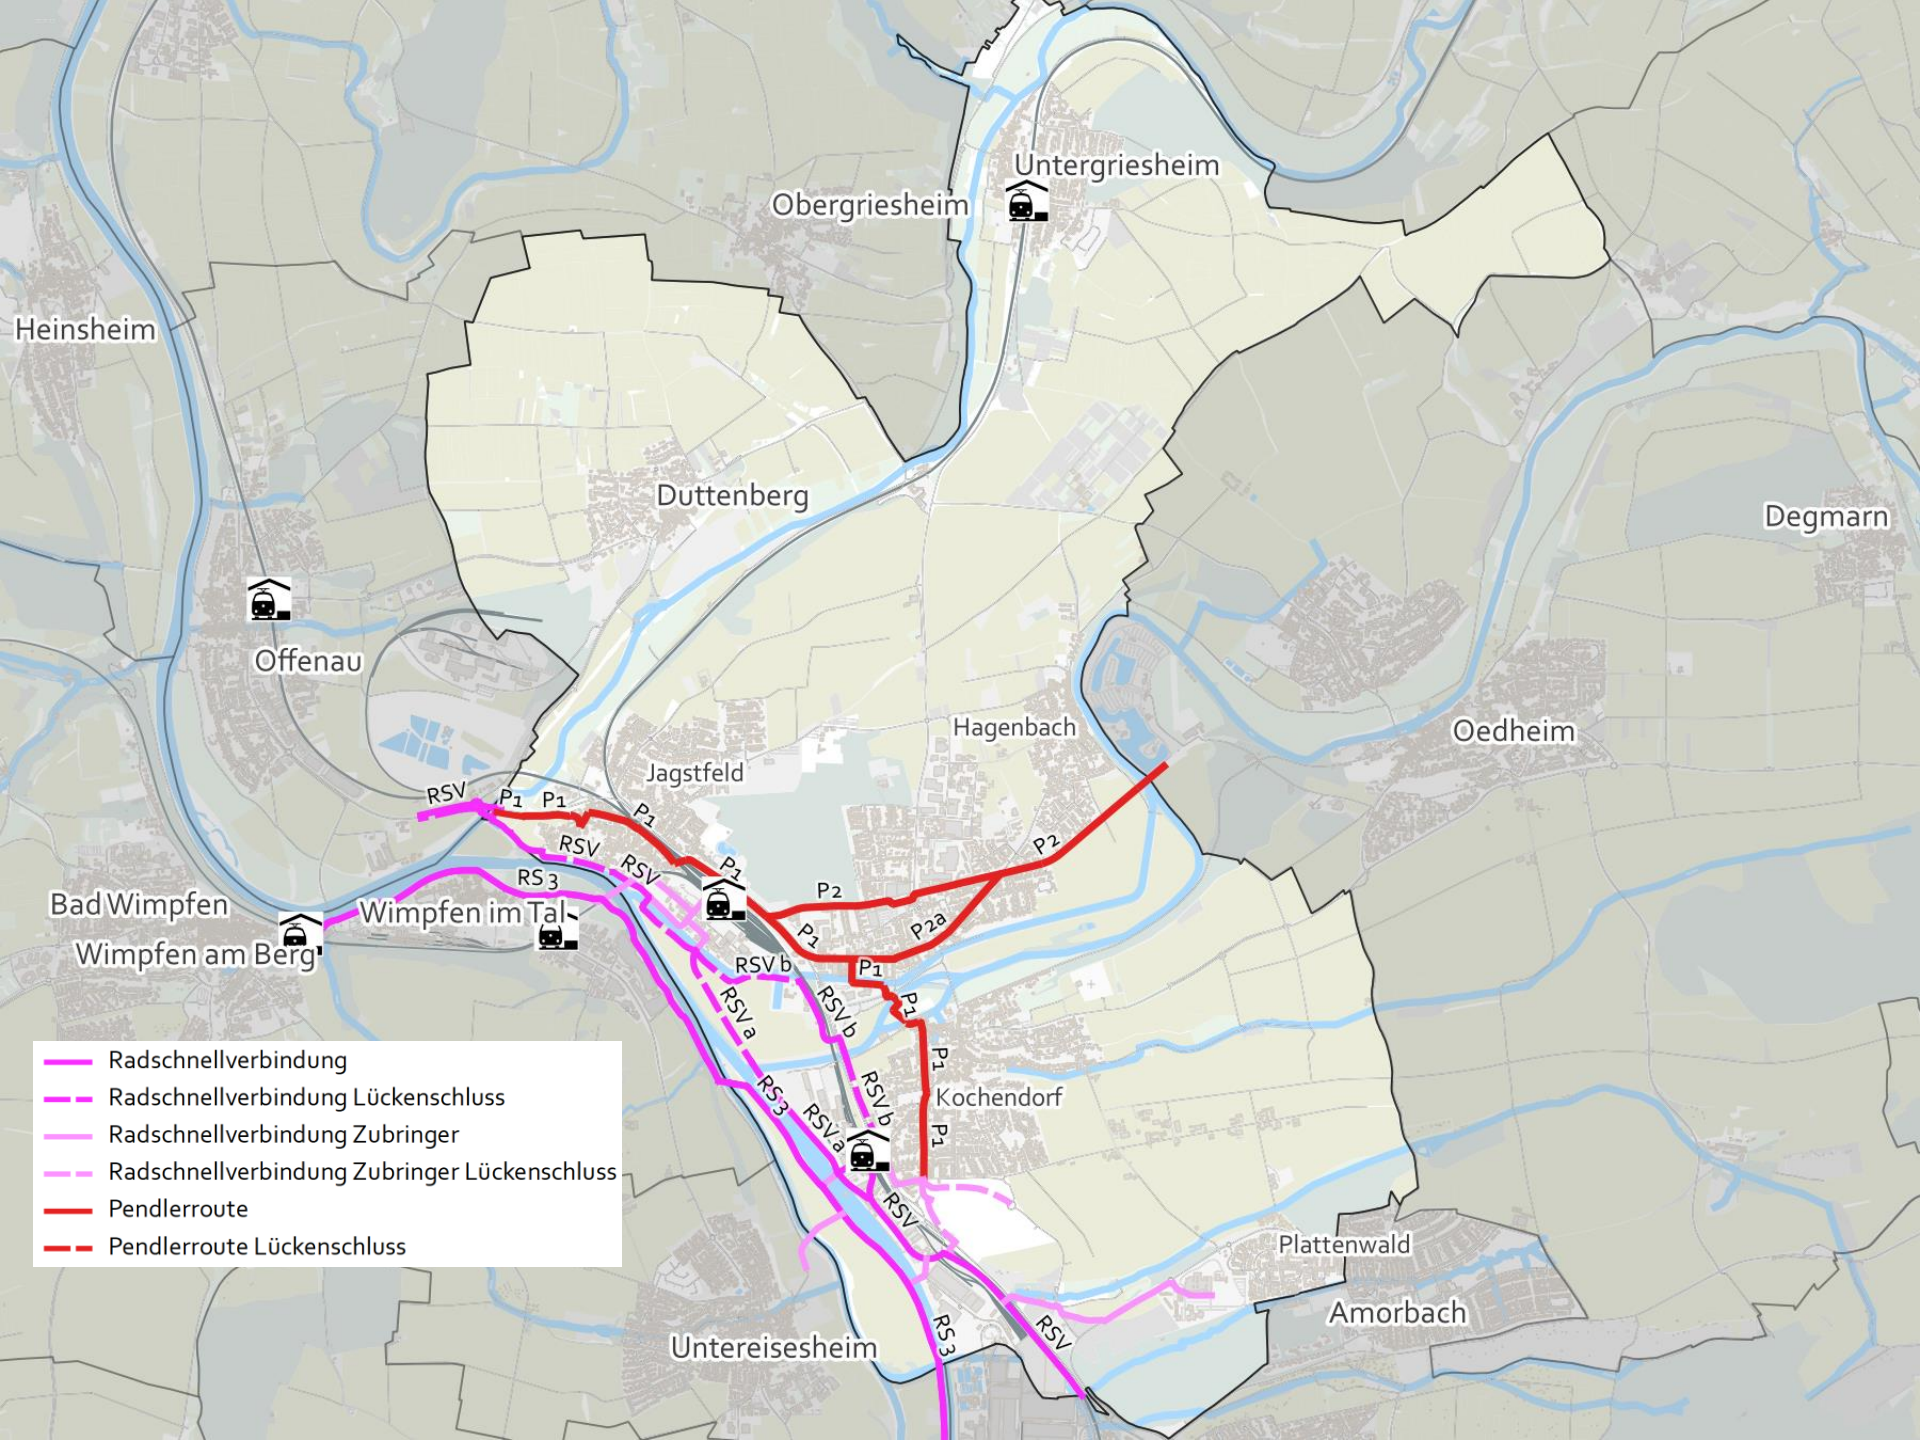 Untergriesheim
Obergriesheim
Heinsheim
Duttenberg
Degmarn
Offenau
Hagenbach
Oedheim
Jagstfeld
RSV
P1
P1
P1
RSV
RSV
P1
P2
RS3
P2
Bad Wimpfen
Wimpfen im Tal
P2a
P1
Wimpfen am Berg
RSV b
P1
RSV a
RSV b
P1
P1
Radschnellverbindung
Radschnellverbindung Lückenschluss
Radschnellverbindung Zubringer
Radschnellverbindung Zubringer Lückenschluss
Pendlerroute
Pendlerroute Lückenschluss
RS3
RSV b
Kochendorf
RSV a
P1
RSV
Plattenwald
Amorbach
RS3
RSV
Untereisesheim